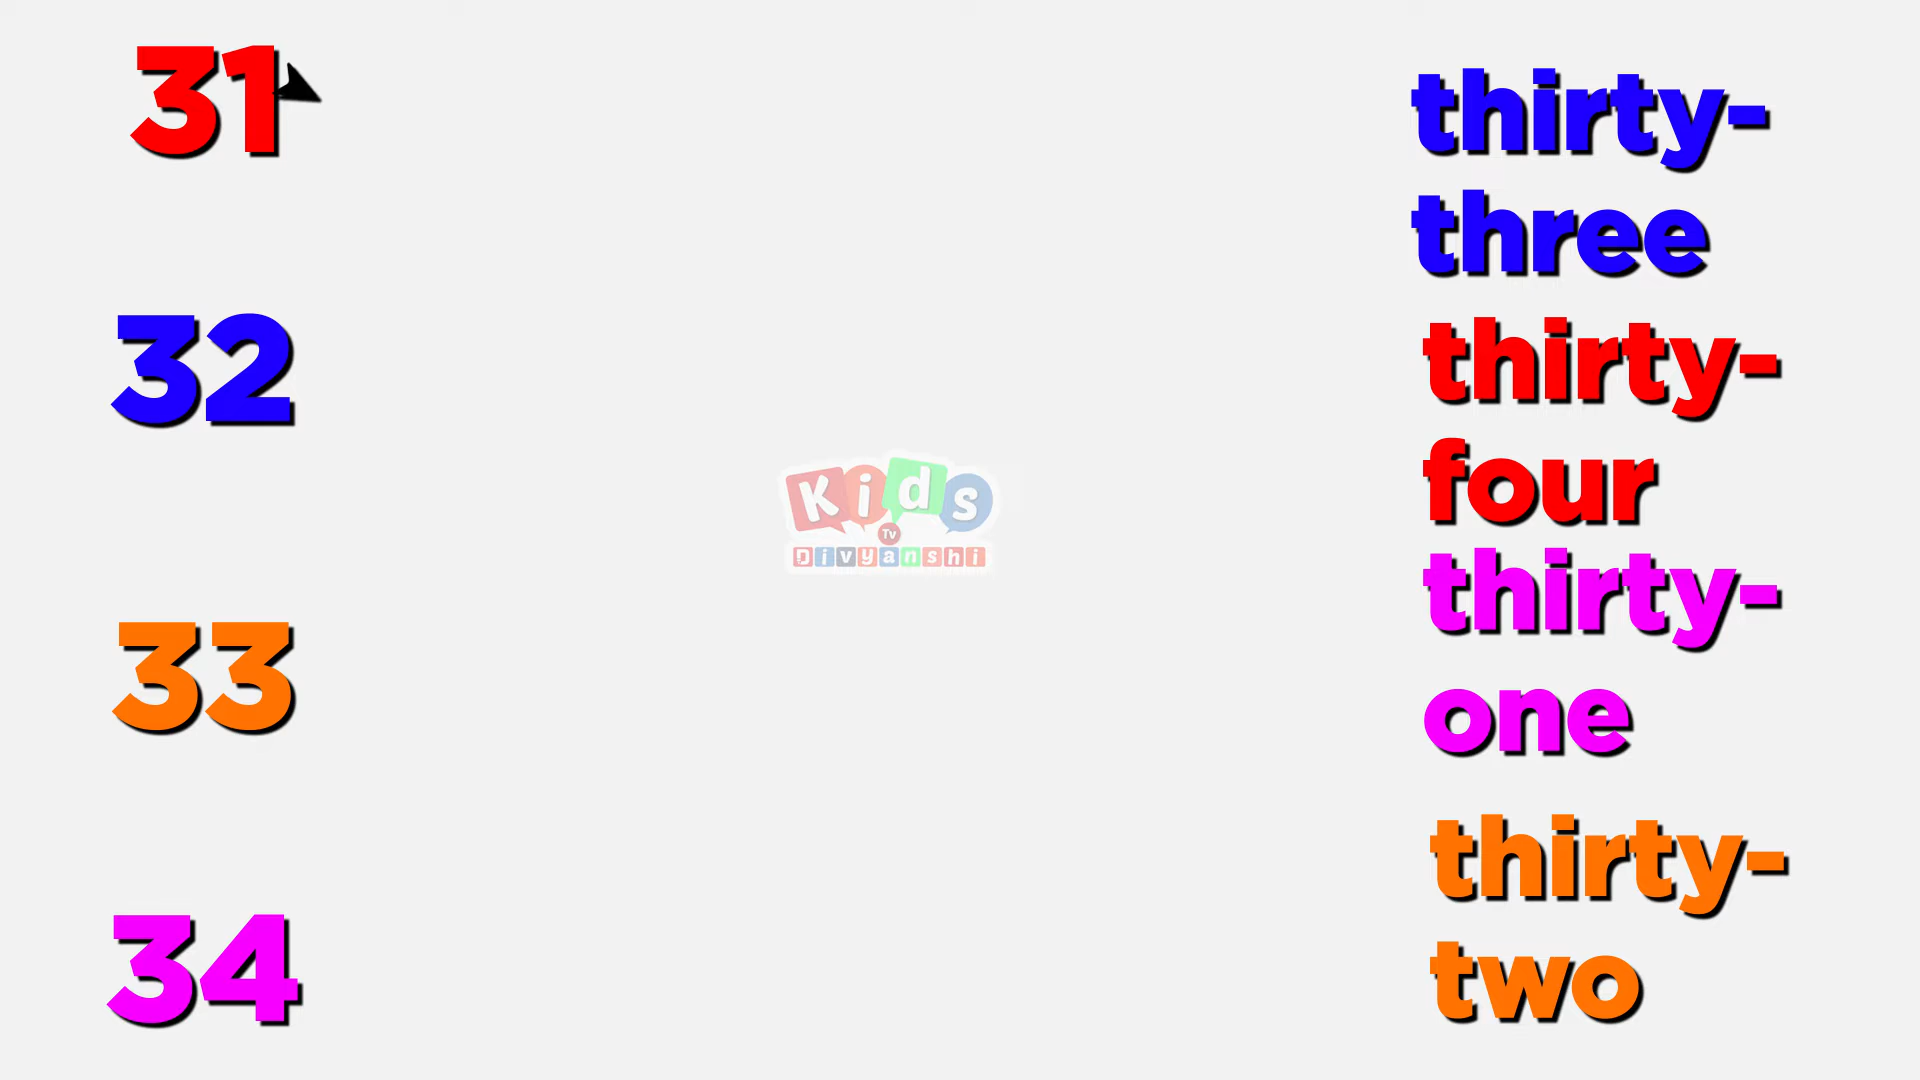 31
32
33
34
Kids
Tv
Divyanshi
thirty-
three
thirty-
four
thirty-
one
thirty-
two